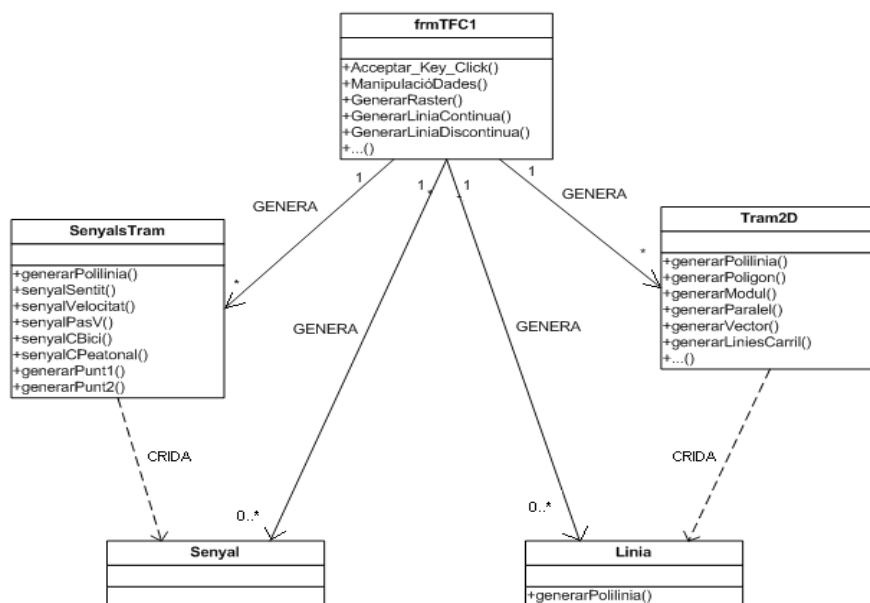 frmTFC1
+Acceptar_Key_Click()
+ManipulacióDades()
+GenerarRaster()
+GenerarLiniaContinua()
+GenerarLiniaDiscontinua()
+...()
1
1..*
1
1
GENERA
GENERA
SenyalsTram
+generarPolilinia()
+senyalSentit()
+senyalVelocitat()
+senyalPasV()
+senyalCBici()
+senyalCPeatonal()
+generarPunt1()
+generarPunt2()
*
*
Tram2D
+generarPolilinia()
+generarPoligon()
+generarModul()
+generarParalel()
+generarVector()
+generarLiniesCarril()
+...()
GENERA
GENERA
CRIDA
CRIDA
0..*
0..*
Senyal
Linia
+generarPolilinia()